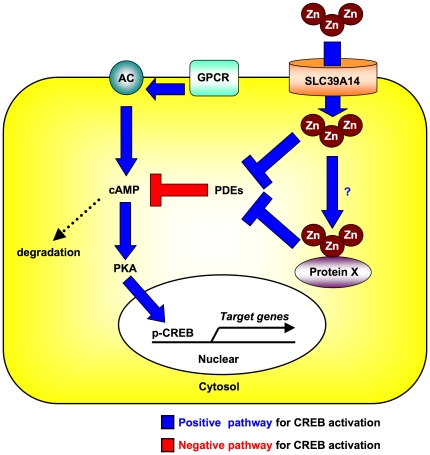 Zn Zn Zn
AC
GPCR
SLC39A14
Zn Zn Zn
cAMP
PDEs
?
degradation
Zn Zn Zn
PKA
Protein X
Target genes
p-CREB
Nuclear
Cytosol
Positive pathway for CREB activation
Negative pathway for CREB activation